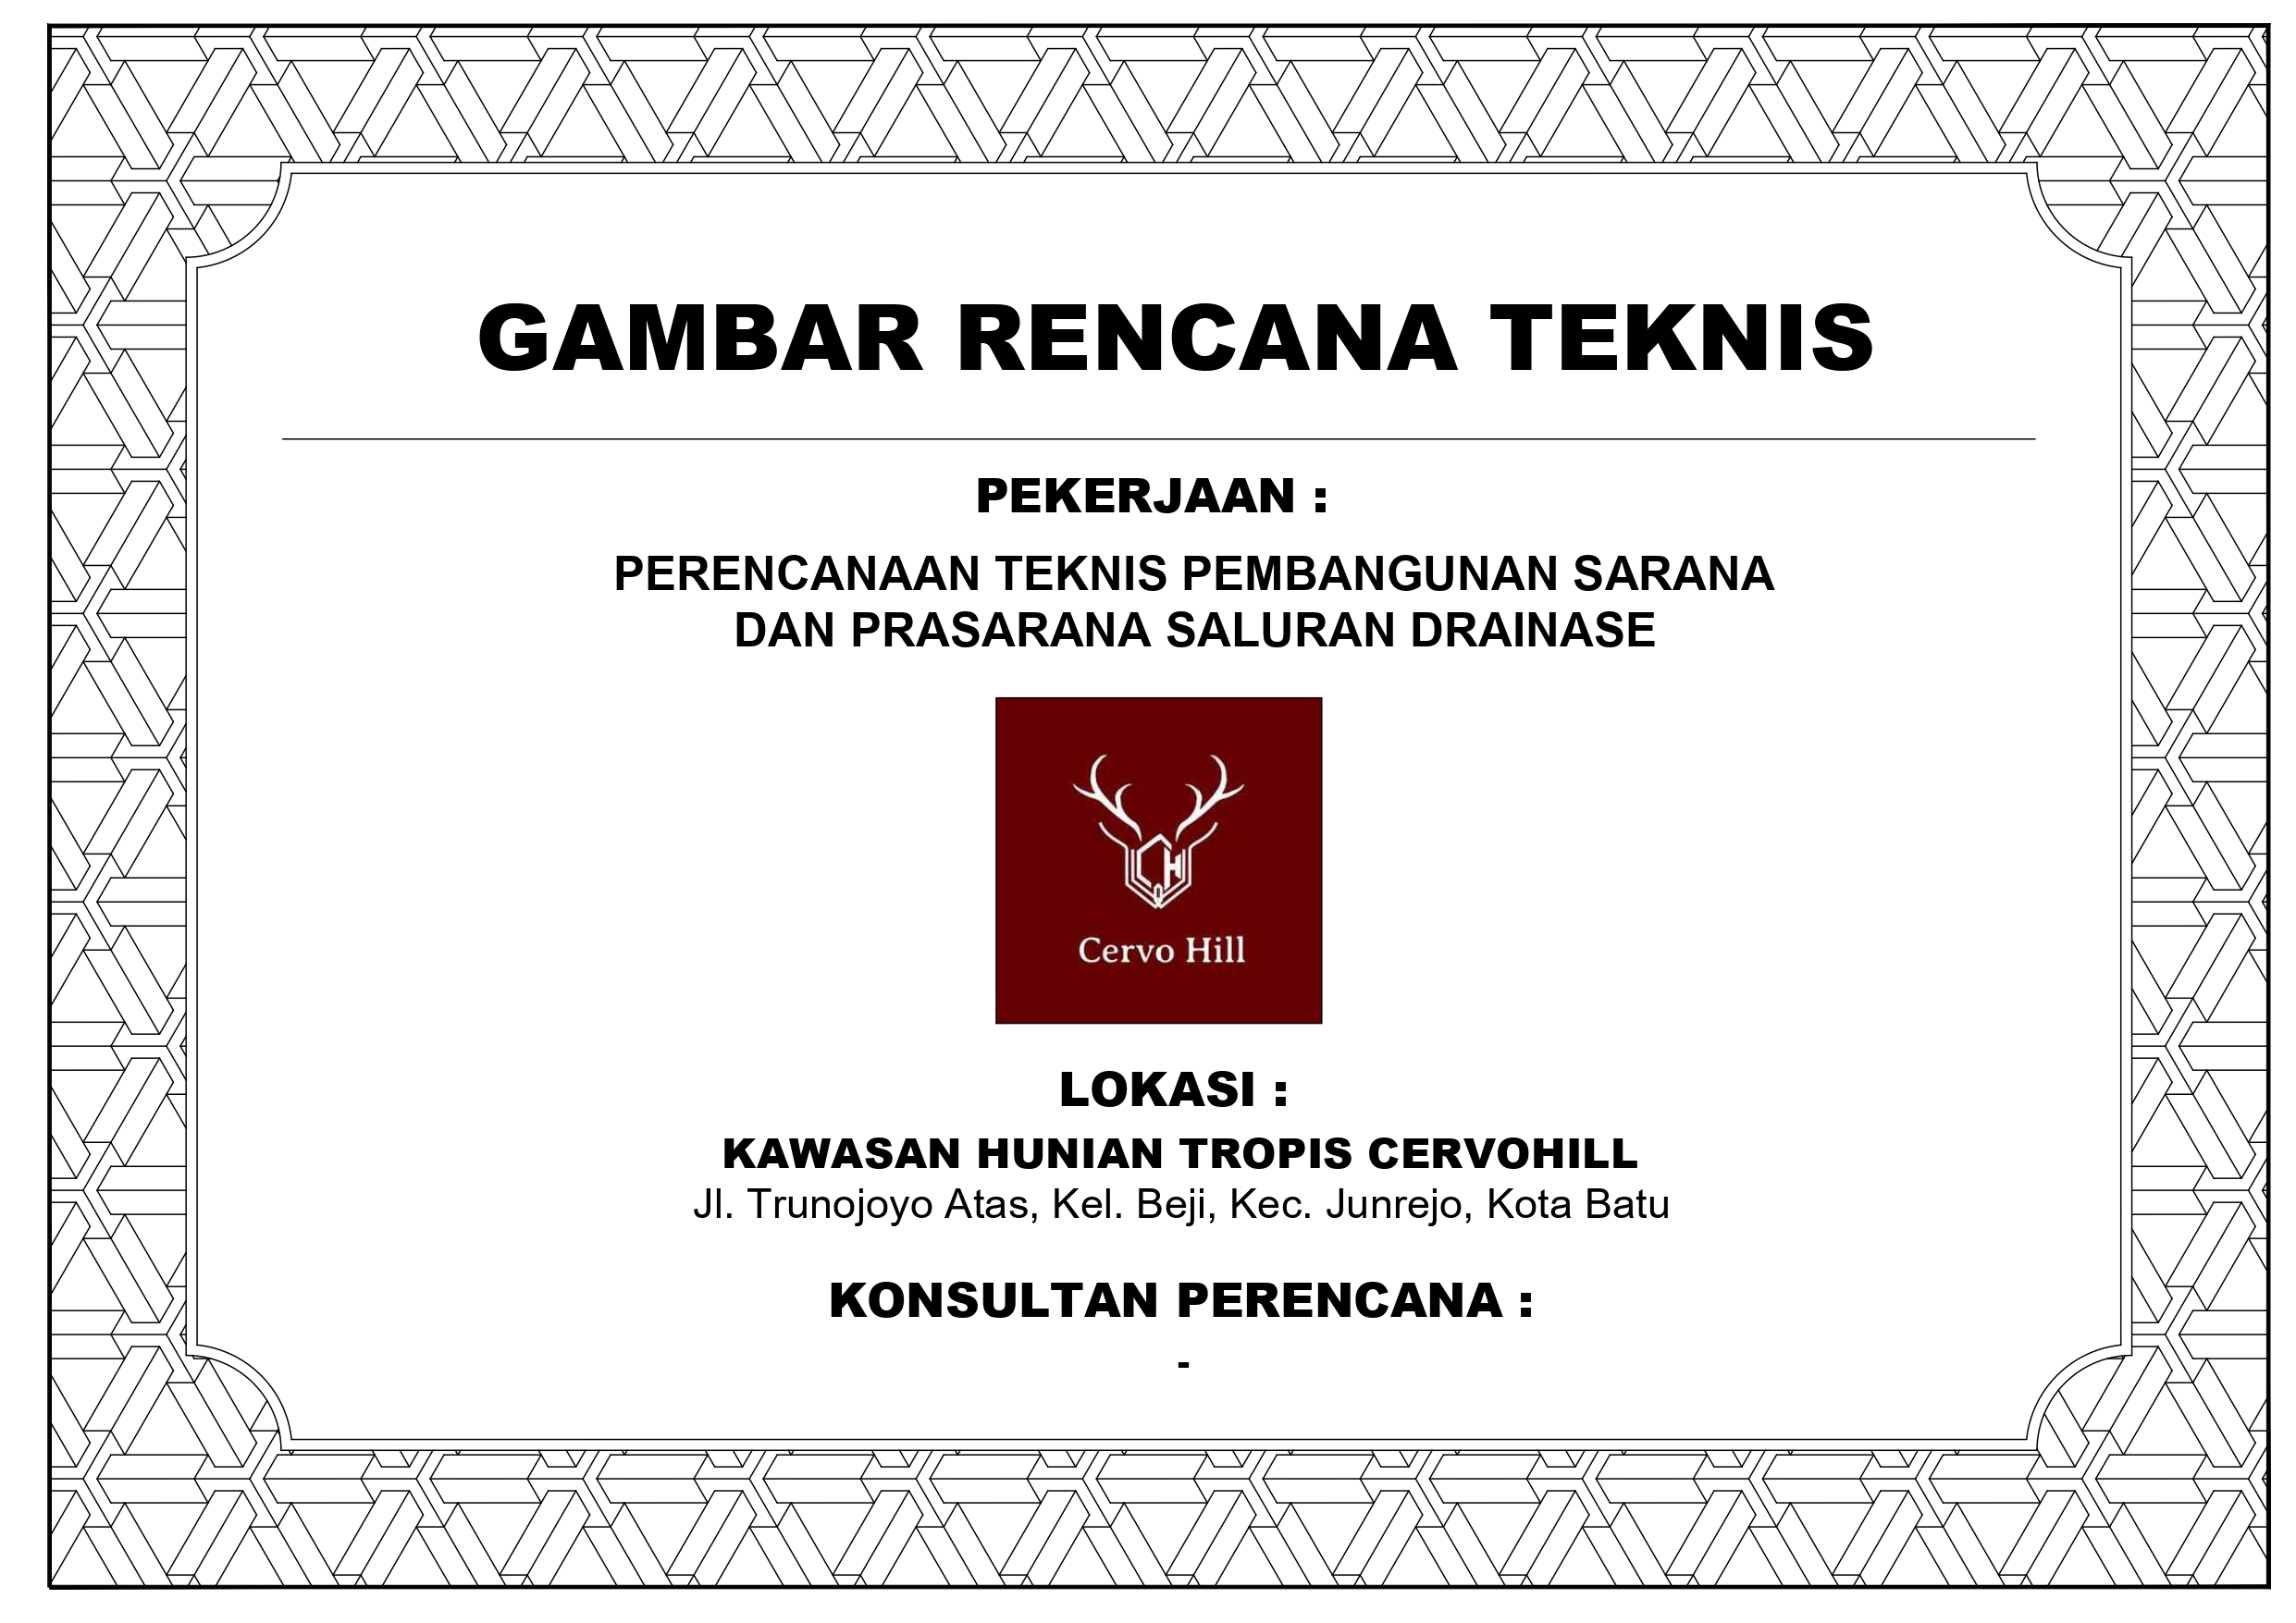 GAMBAR RENCANA TEKNIS
PEKERJAAN :
PERENCANAAN TEKNIS PEMBANGUNAN SARANA
DAN PRASARANA SALURAN DRAINASE
CH
Cervo Hill
LOKASI :
KAWASAN HUNIAN TROPIS CERVOHILL
Jl. Trunojoyo Atas, Kel. Beji, Kec. Junrejo, Kota Batu
KONSULTAN PERENCANA :
-